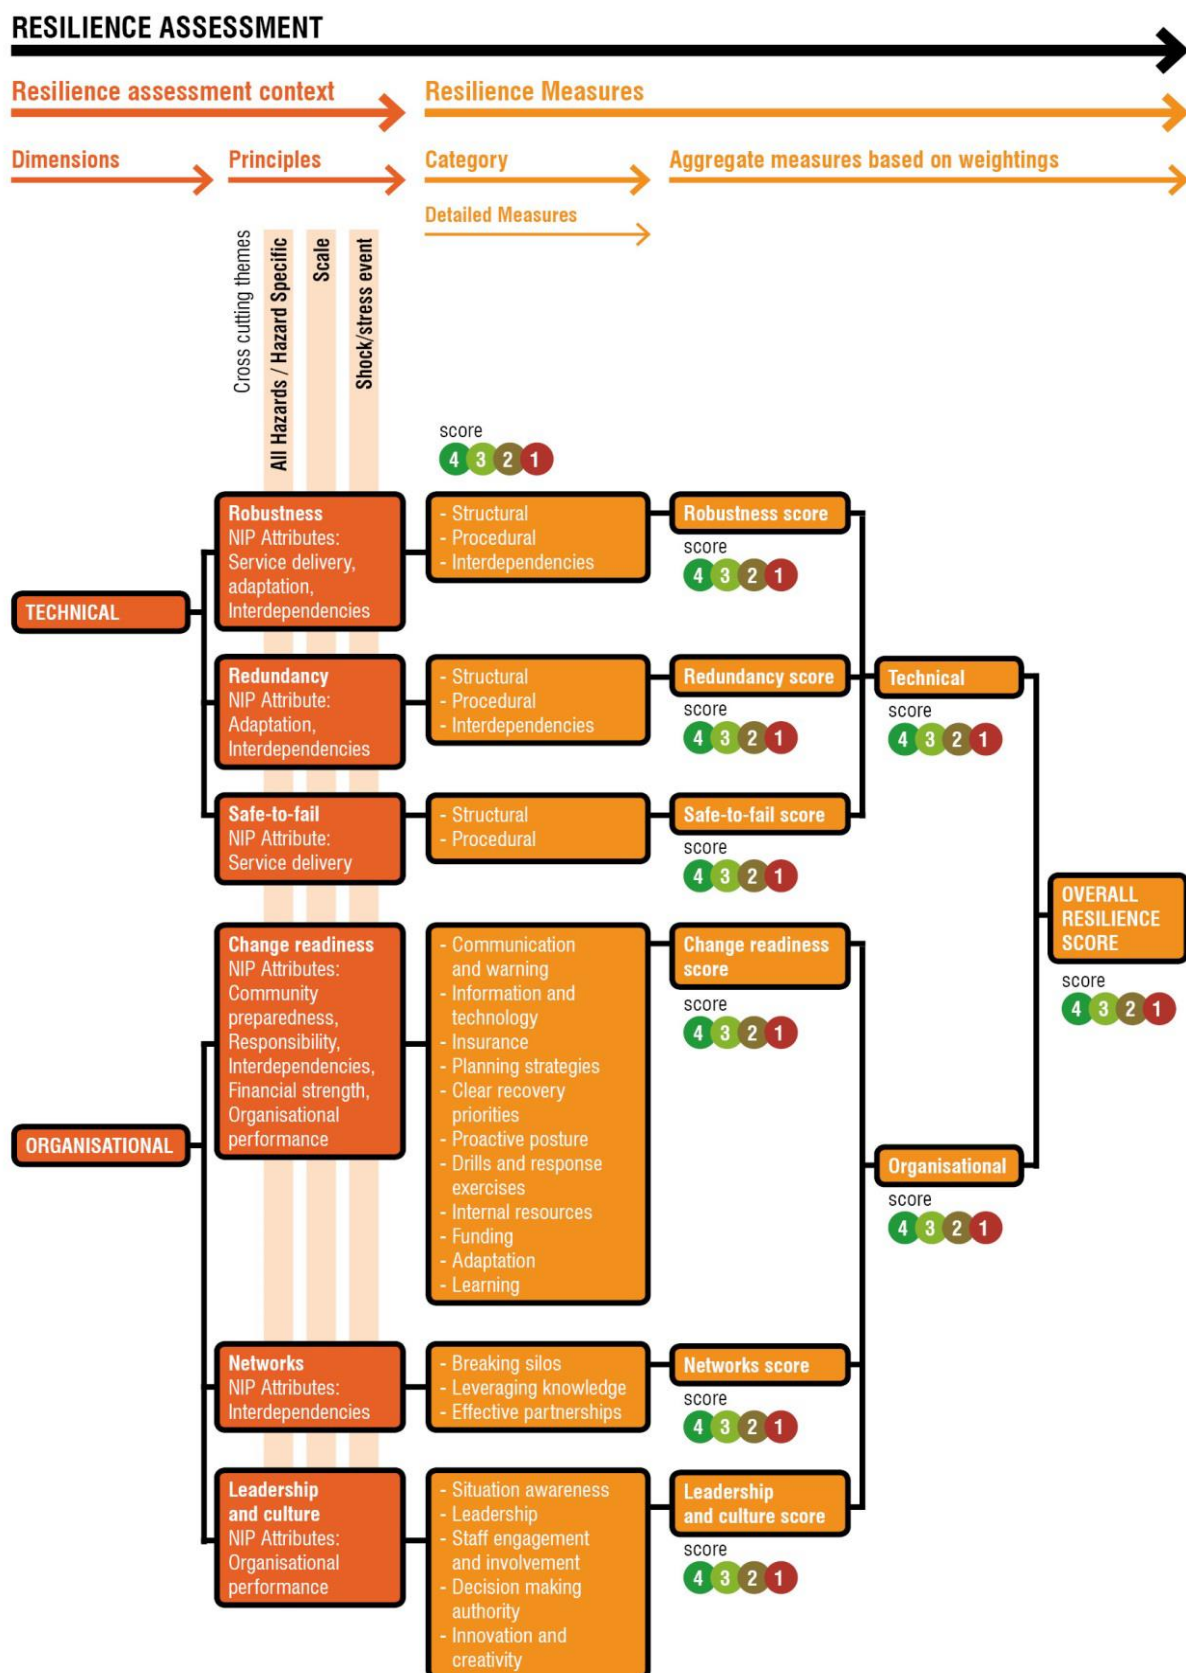 RESILIENCE ASSESSMENT
Resilience assessment context
Resilience Measures
Dimensions
Principles
Category
Aggregate measures based on weightings
Detailed Measures
Cross cutting themes
All Hazards / Hazard Specific
Scale
Shock/stress event
score
4 3 2 1
TECHNICAL
Robustness
NIP Attributes:
Service delivery,
adaptation,
Interdependencies
- Structural
- Procedural
- Interdependencies
Robustness score
score
4 3 2 1
Redundancy
NIP Attribute:
Adaptation,
Interdependencies
- Structural
- Procedural
- Interdependencies
Redundancy score
score
4 3 2 1
Technical
score
4 3 2 1
Safe-to-fail
NIP Attribute:
Service delivery
- Structural
- Procedural
Safe-to-fail score
score
4 3 2 1
OVERALL
RESILIENCE
SCORE
score
4 3 2 1
ORGANISATIONAL
Change readiness
NIP Attributes:
Community
preparedness,
Responsibility,
Interdependencies,
Financial strength,
Organisational
performance
- Communication
and warning
- Information and
technology
- Insurance
- Planning strategies
- Clear recovery
priorities
- Proactive posture
- Drills and response
exercises
- Internal resources
- Funding
- Adaptation
- Learning
Change readiness
score
score
4 3 2 1
Organisational
score
4 3 2 1
Networks
NIP Attributes:
Interdependencies
- Breaking silos
- Leveraging knowledge
- Effective partnerships
Networks score
score
4 3 2 1
Leadership
and culture
NIP Attributes:
Organisational
performance
- Situation awareness
- Leadership
- Staff engagement
and involvement
- Decision making
authority
- Innovation and
creativity
Leadership
and culture score
score
4 3 2 1